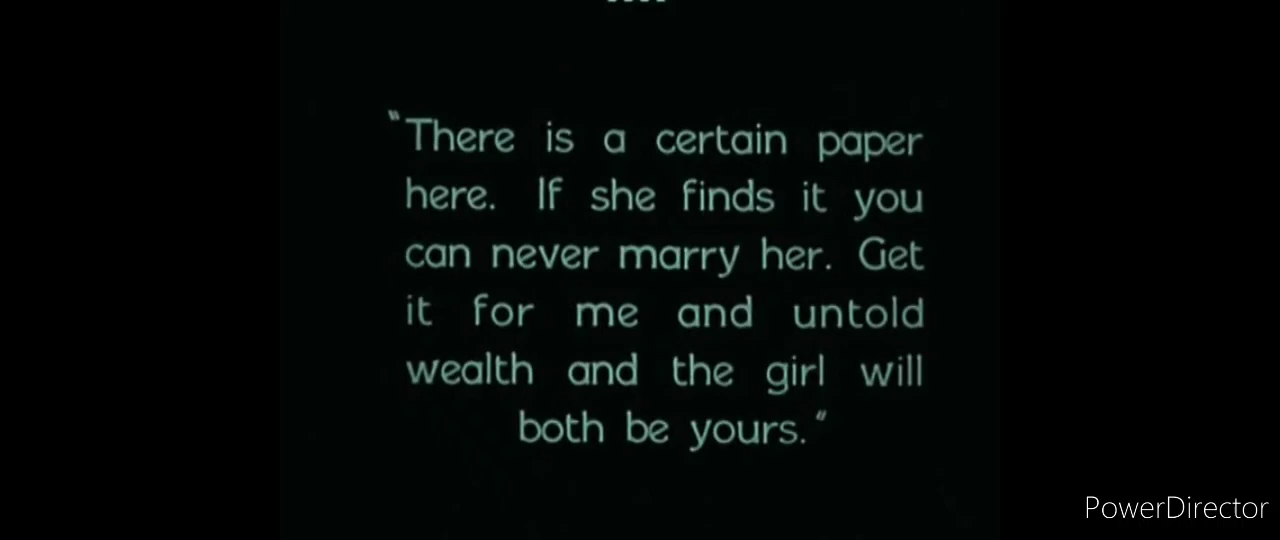 "There is a certain paper
here. If she finds it you
can never marry her. Get
it for me and untold
wealth and the girl will
both be yours."
PowerDirector